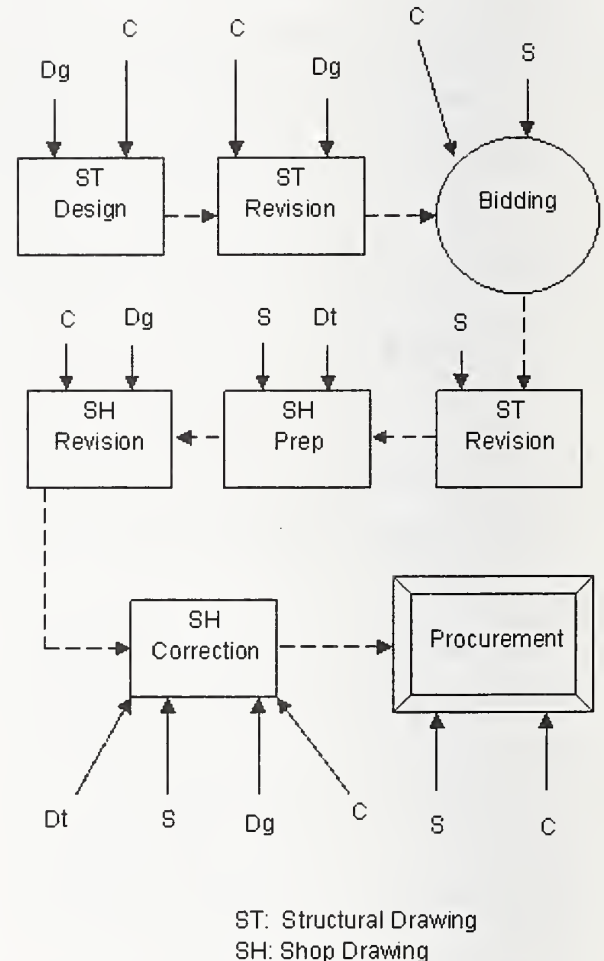 C
C
C
Dg
Dg
S
ST
Design
ST
Revision
Bidding
C
Dg
S
Dt
S
SH
Revision
SH
Prep
ST
Revision
SH
Correction
Procurement
Dt
S
Dg
C
S
C
ST: Structural Drawing
SH: Shop Drawing